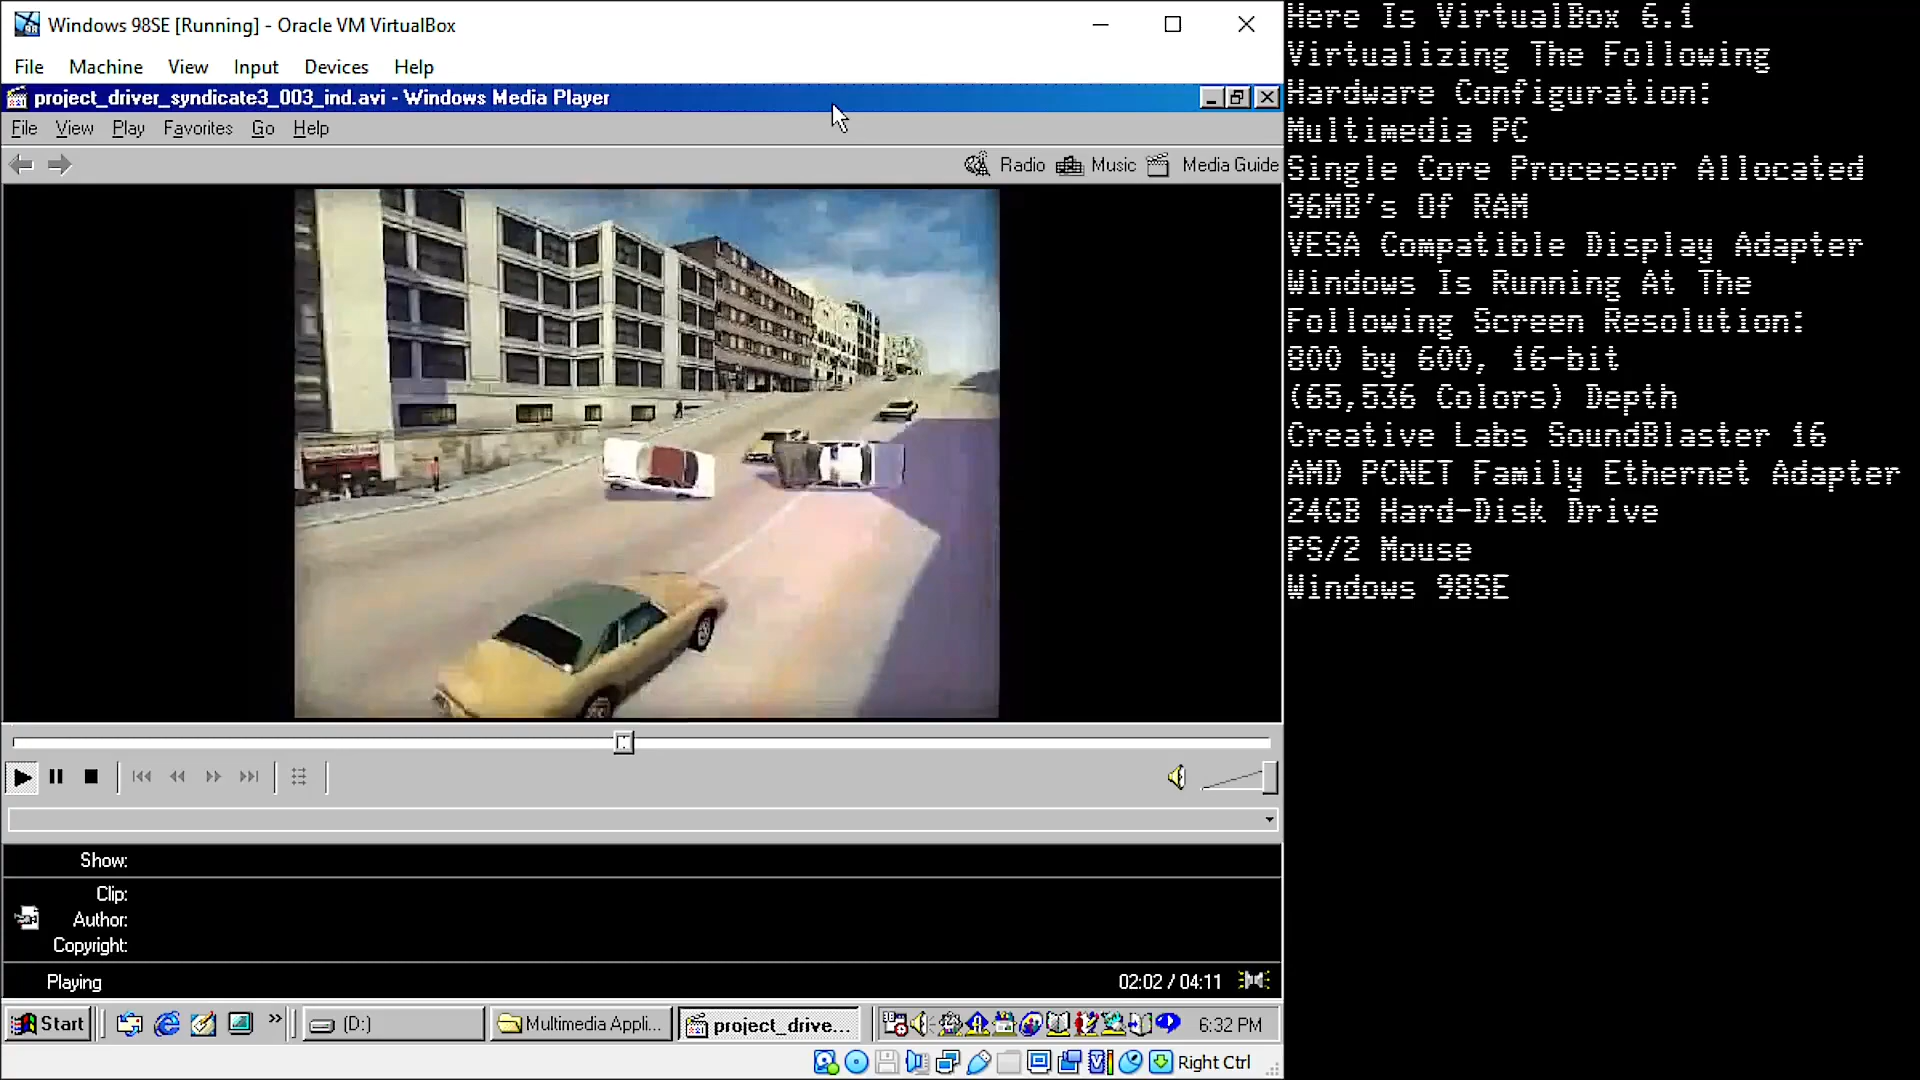 Windows 98SE [Running] - Oracle VM VirtualBox
File Machine View Input Devices Help
project_driver_syndicate3_003_ind.avi - Windows Media Player
File View Play Favorites Go Help
Radio Music Media Guide
Show:
Clip:
Author:
Copyright:
Playing 02:02 / 04:11
Start (D:) Multimedia Appli... project_drive... 6:32 PM
Right Ctrl
Here Is VirtualBox 6.1
Virtualizing The Following
Hardware Configuration:
Multimedia PC
Single Core Processor Allocated
96MB's Of RAM
VESA Compatible Display Adapter
Windows Is Running At The
Following Screen Resolution:
800 by 600, 16-bit
(65,536 Colors) Depth
Creative Labs SoundBlaster 16
AMD PCNET Family Ethernet Adapter
24GB Hard-Disk Drive
PS/2 Mouse
Windows 98SE